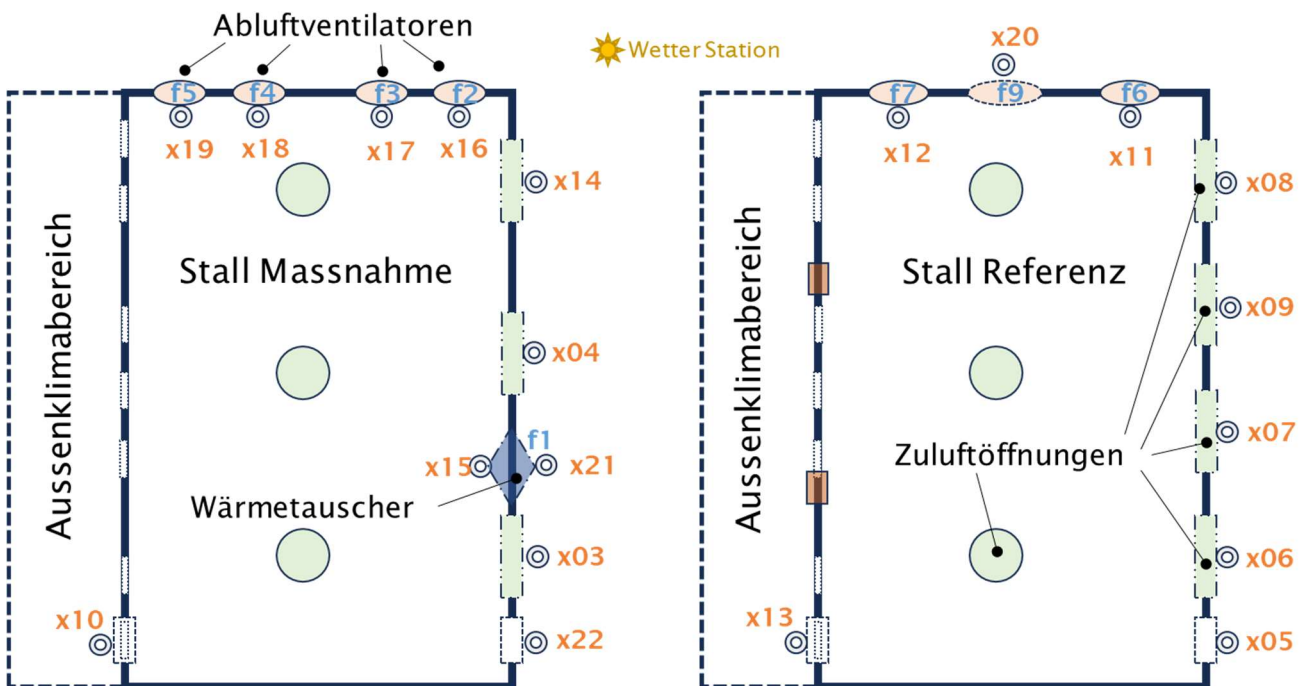 Abluftventilatoren
Wetter Station
x20
f5 f4 f3 f2
f7 f9 f6
x19 x18 x17 x16
x12 x11
x14
x08
Aussenklimabereich
Stall Massnahme
Aussenklimabereich
Stall Referenz
x09
x04
f1
x15 x21
Wärmetauscher
Zuluftöffnungen
x07
x03
x06
x10
x22
x13
x05